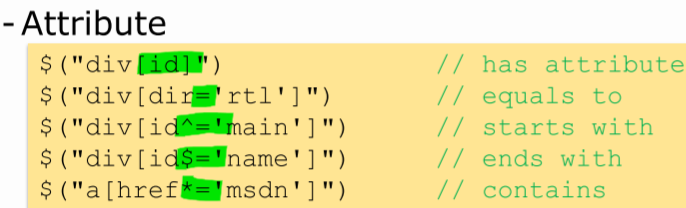 - Attribute
$("div[id]") // has attribute
$("div[dir='rtl']") // equals to
$("div[id^='main']") // starts with
$("div[id$='name']") // ends with
$("a[href*='msdn']") // contains